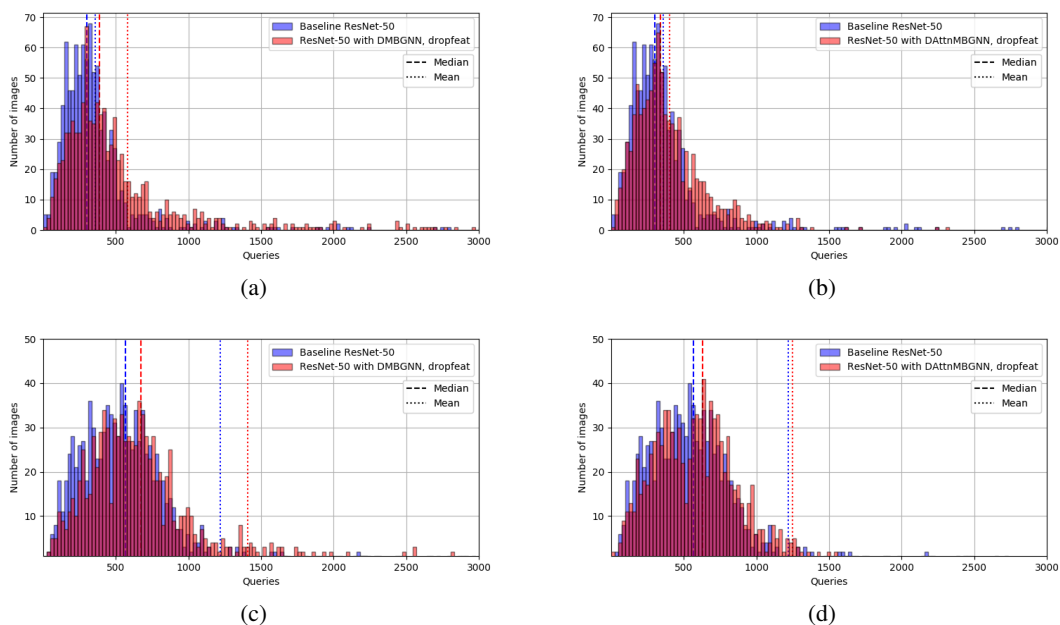 70
60
50
40
30
20
10
0
Number of images
500
1000
1500
2000
2500
3000
Queries
Baseline ResNet-50
ResNet-50 with DMBGNN, dropfeat
Median
Mean
(a)
70
60
50
40
30
20
10
0
Number of images
500
1000
1500
2000
2500
3000
Queries
Baseline ResNet-50
ResNet-50 with DAttnMBGNN, dropfeat
Median
Mean
(b)
50
40
30
20
10
Number of images
500
1000
1500
2000
2500
3000
Queries
Baseline ResNet-50
ResNet-50 with DMBGNN, dropfeat
Median
Mean
(c)
50
40
30
20
10
Number of images
500
1000
1500
2000
2500
3000
Queries
Baseline ResNet-50
ResNet-50 with DAttnMBGNN, dropfeat
Median
Mean
(d)